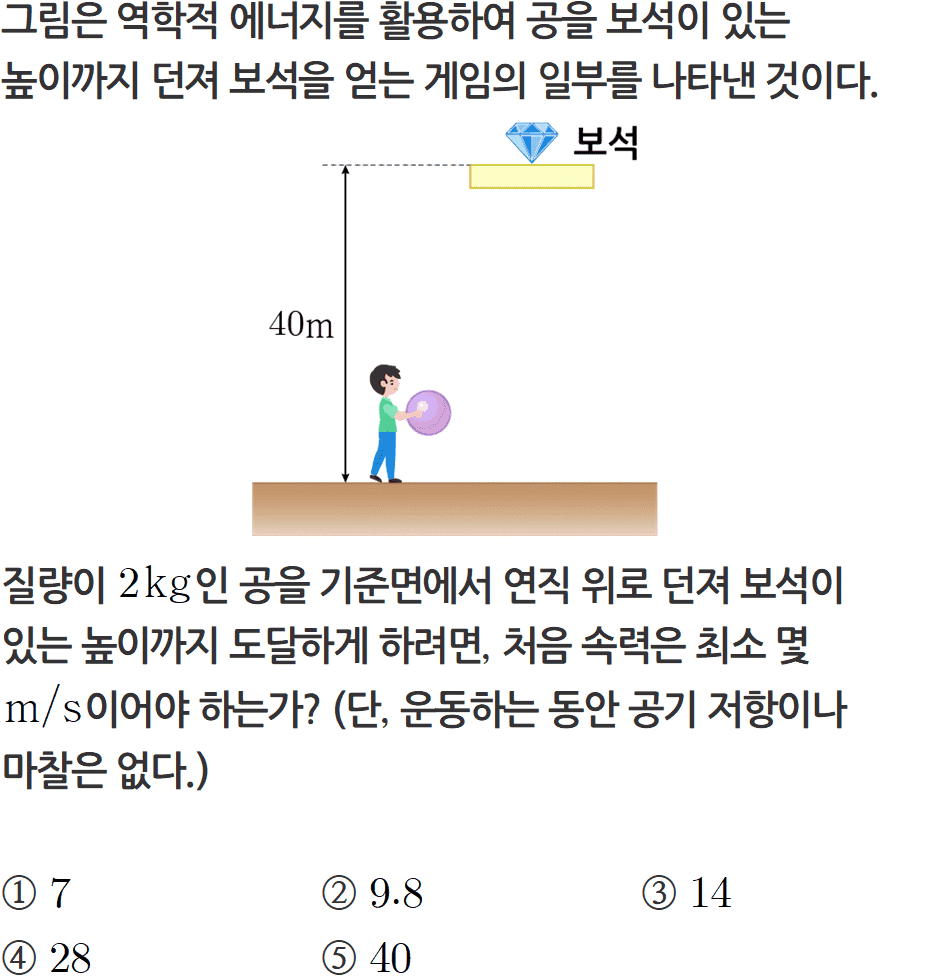 그림은 역학적 에너지를 활용하여 공을 보석이 있는
높이까지 던져 보석을 얻는 게임의 일부를 나타낸 것이다.
보석
40m
질량이 2kg인 공을 기준면에서 연직 위로 던져 보석이
있는 높이까지 도달하게 하려면, 처음 속력은 최소 몇
m/s이어야 하는가? (단, 운동하는 동안 공기 저항이나
마찰은 없다.)
① 7 ② 9.8 ③ 14
④ 28 ⑤ 40